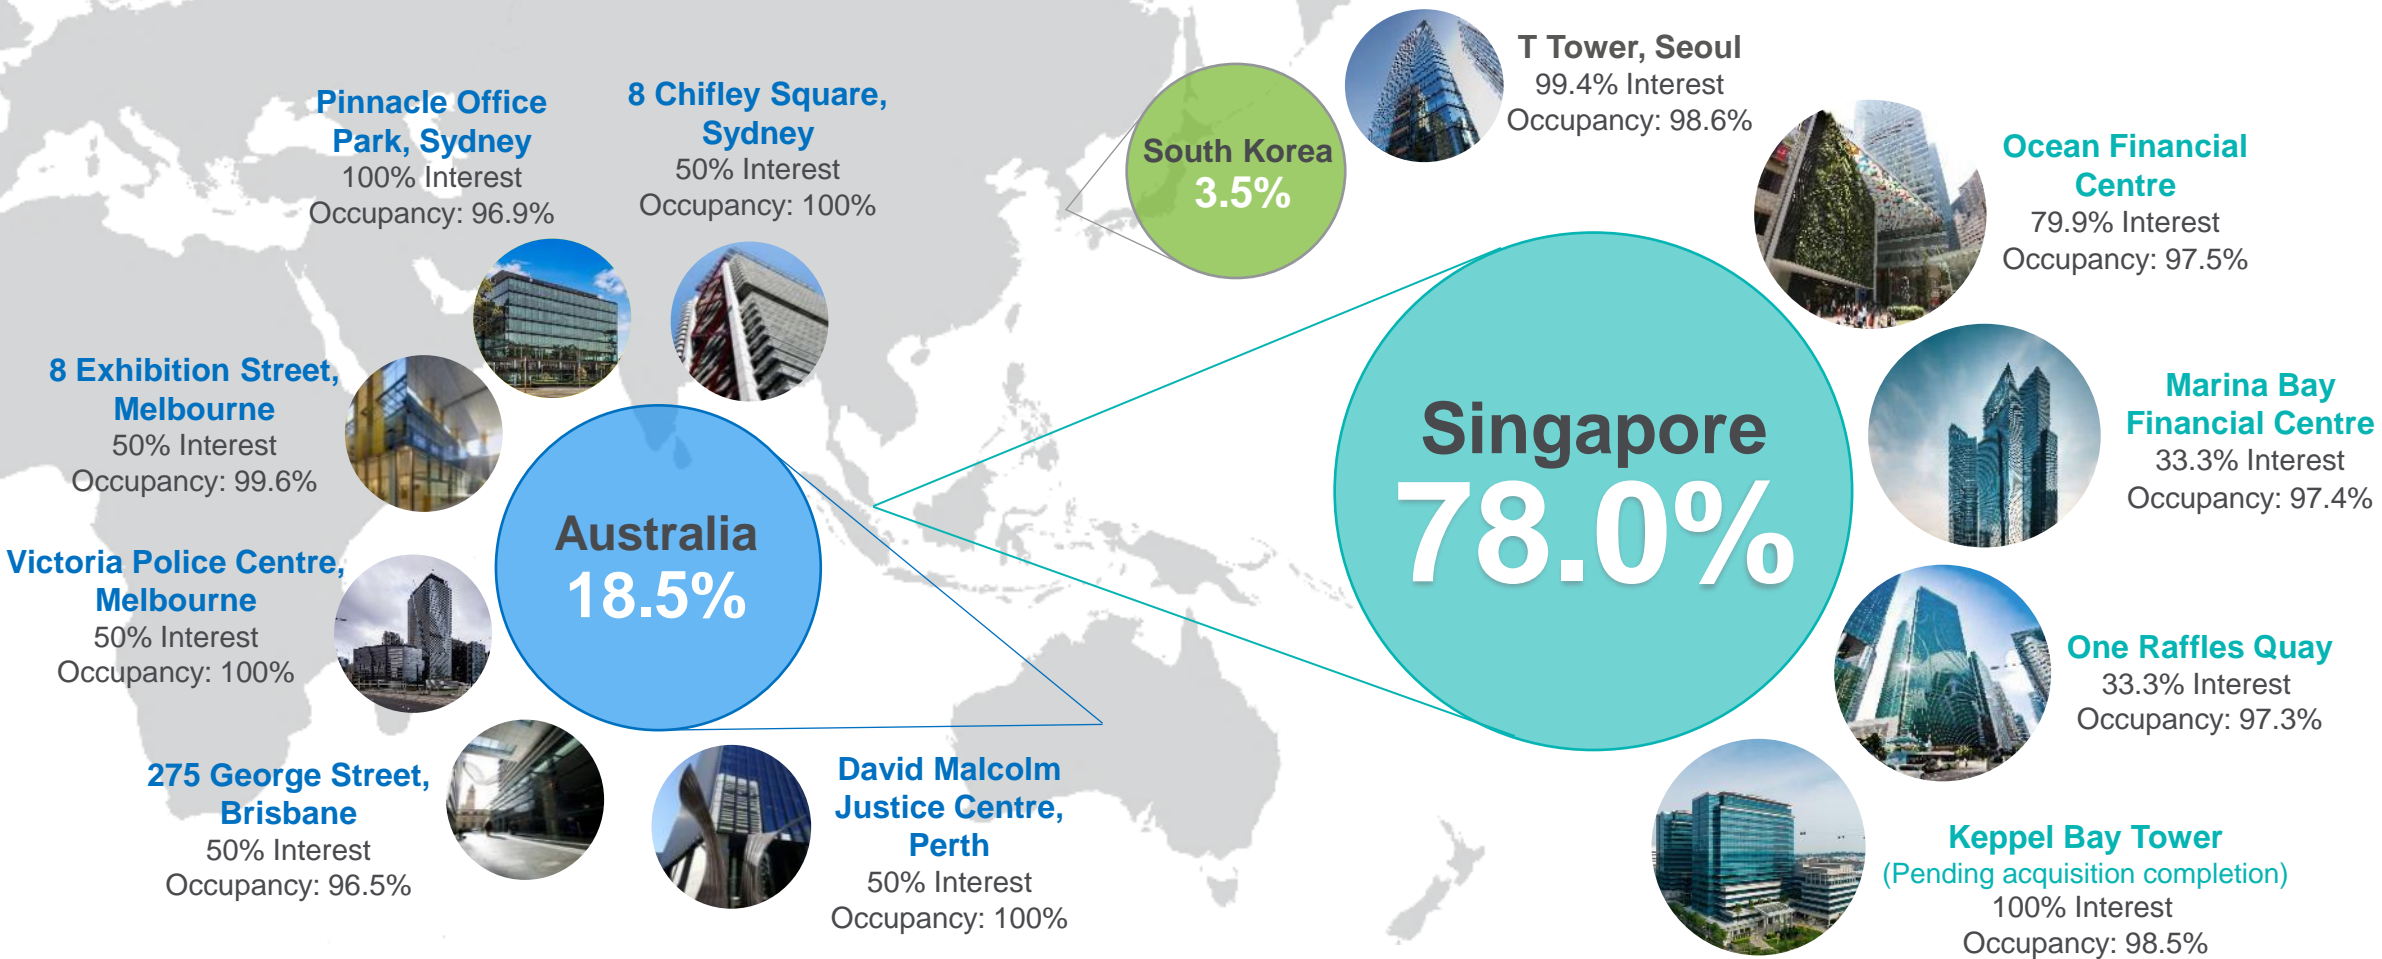 Pinnacle Office
Park, Sydney
100% Interest
Occupancy: 96.9%
8 Chifley Square,
Sydney
50% Interest
Occupancy: 100%
8 Exhibition Street,
Melbourne
50% Interest
Occupancy: 99.6%
Victoria Police Centre,
Melbourne
50% Interest
Occupancy: 100%
275 George Street,
Brisbane
50% Interest
Occupancy: 96.5%
David Malcolm
Justice Centre,
Perth
50% Interest
Occupancy: 100%
Australia
18.5%
South Korea
3.5%
T Tower, Seoul
99.4% Interest
Occupancy: 98.6%
Singapore
78.0%
Ocean Financial
Centre
79.9% Interest
Occupancy: 97.5%
Marina Bay
Financial Centre
33.3% Interest
Occupancy: 97.4%
One Raffles Quay
33.3% Interest
Occupancy: 97.3%
Keppel Bay Tower
(Pending acquisition completion)
100% Interest
Occupancy: 98.5%